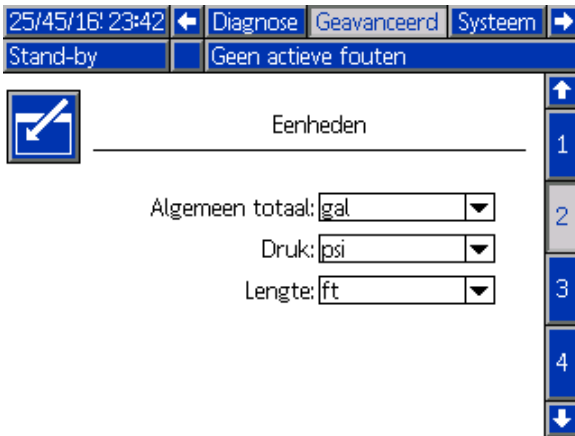 25/45/16' 23:42 Diagnose Geavanceerd Systeem
Stand-by Geen actieve fouten
Eenheden
1
Algemeen totaal: gal
2
Druk: psi
Lengte: ft
3
4